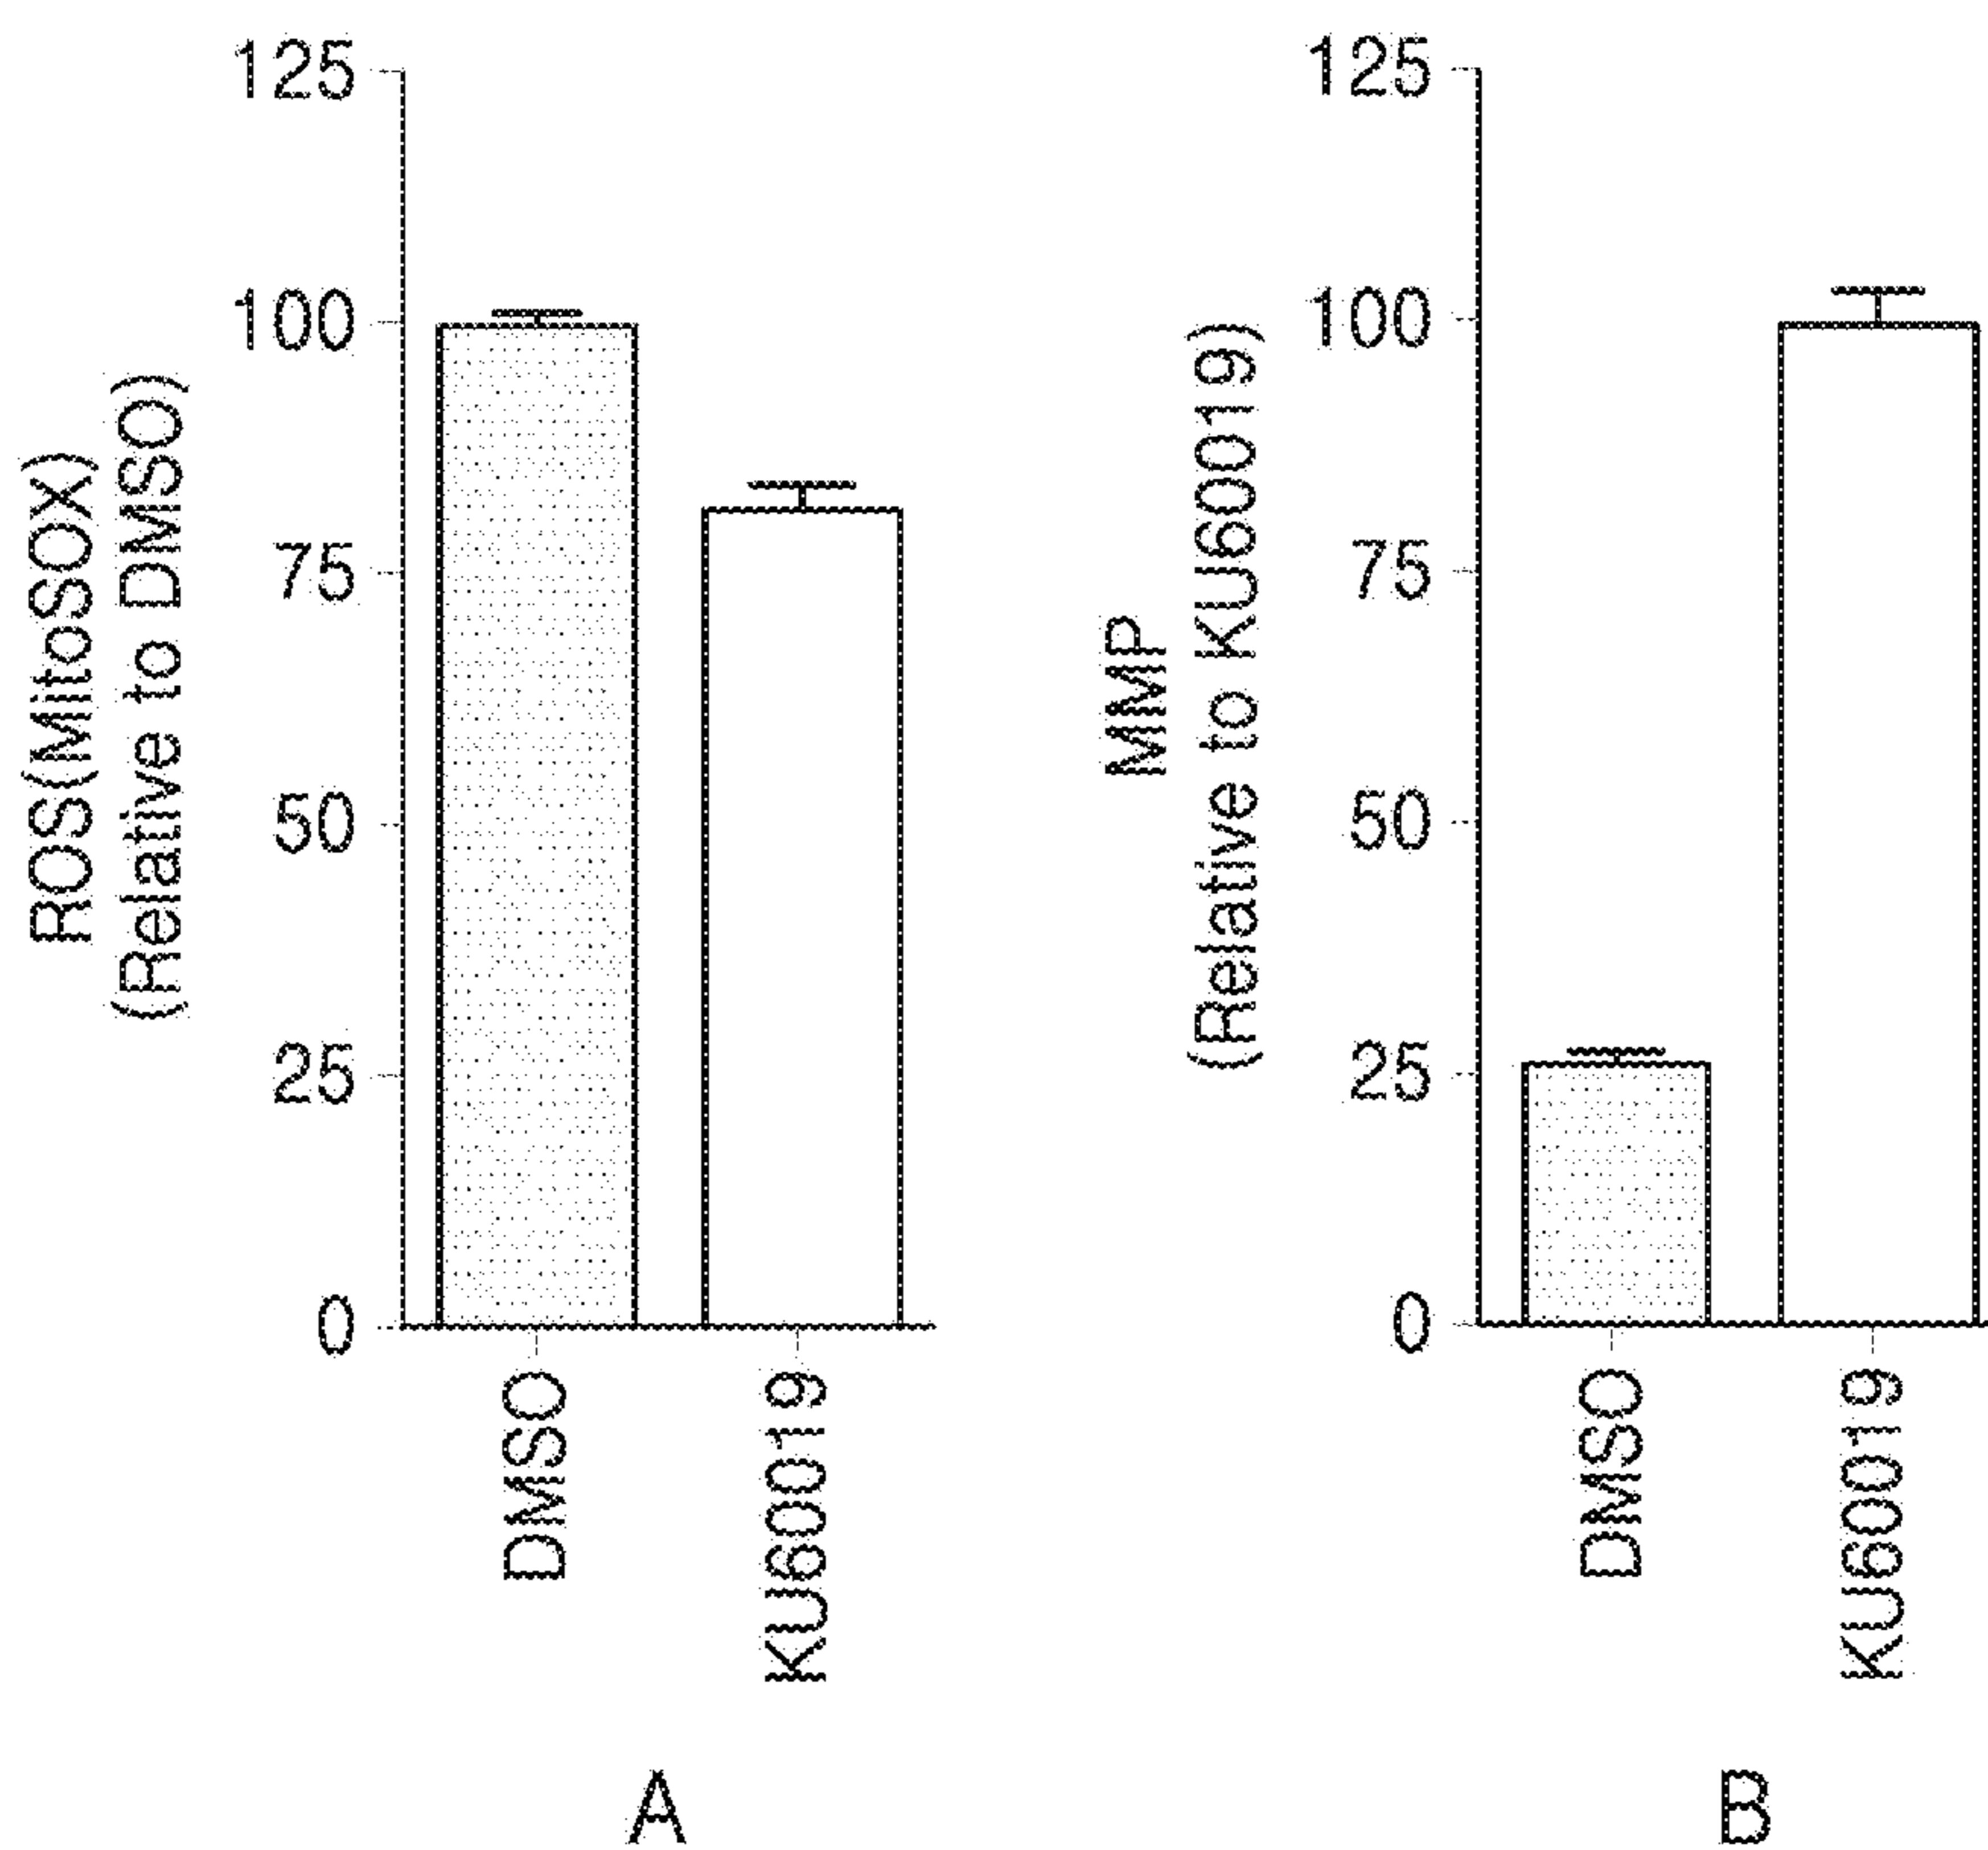 ROS(MitoSOX)
(Relative to DMSO)
125
100
75
50
25
0
DMSO
KU60019
A
MMP
(Relative to KU60019)
125
100
75
50
25
0
DMSO
KU60019
B